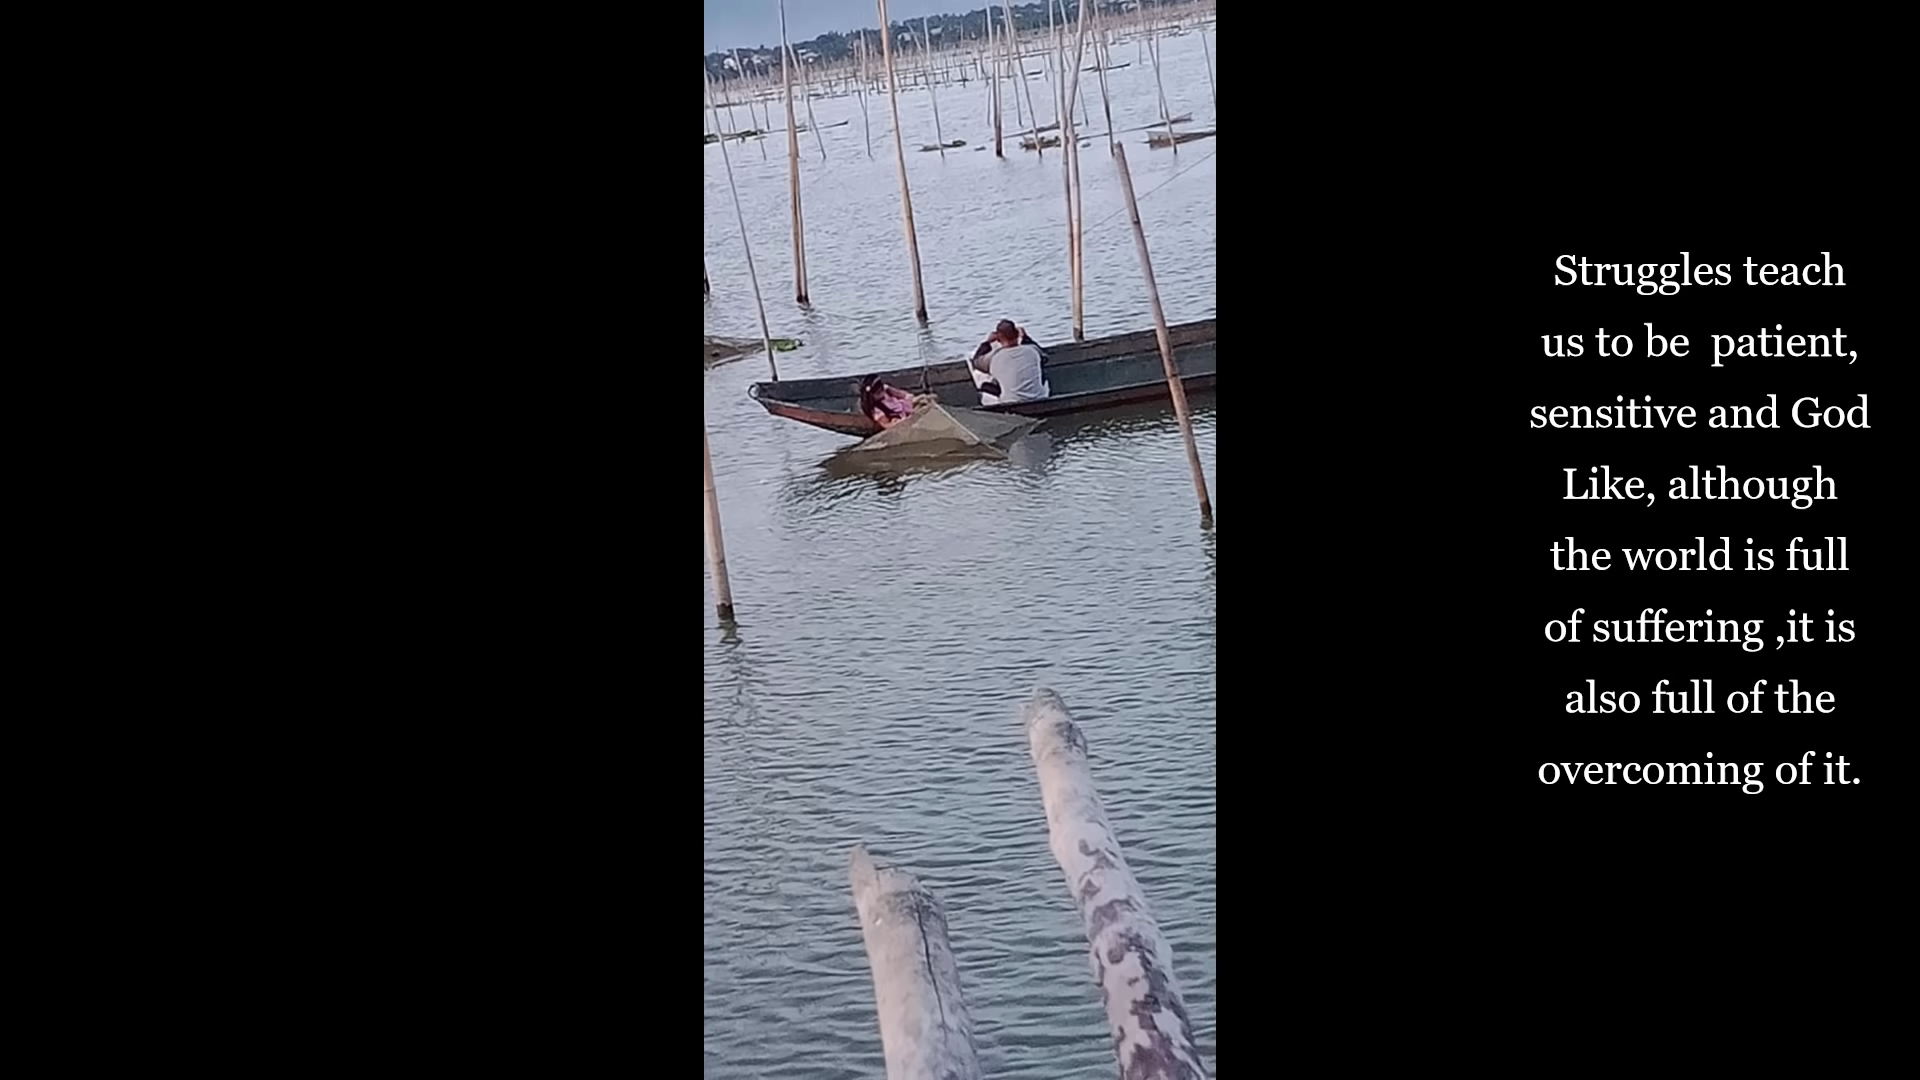 Struggles teach
us to be  patient,
sensitive and God
Like, although
the world is full
of suffering ,it is
also full of the
overcoming of it.